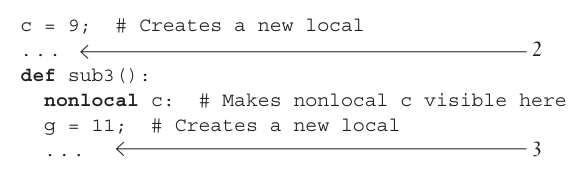 c = 9;  # Creates a new local
... 2
def sub3():
nonlocal c:  # Makes nonlocal c visible here
g = 11;  # Creates a new local
... 3